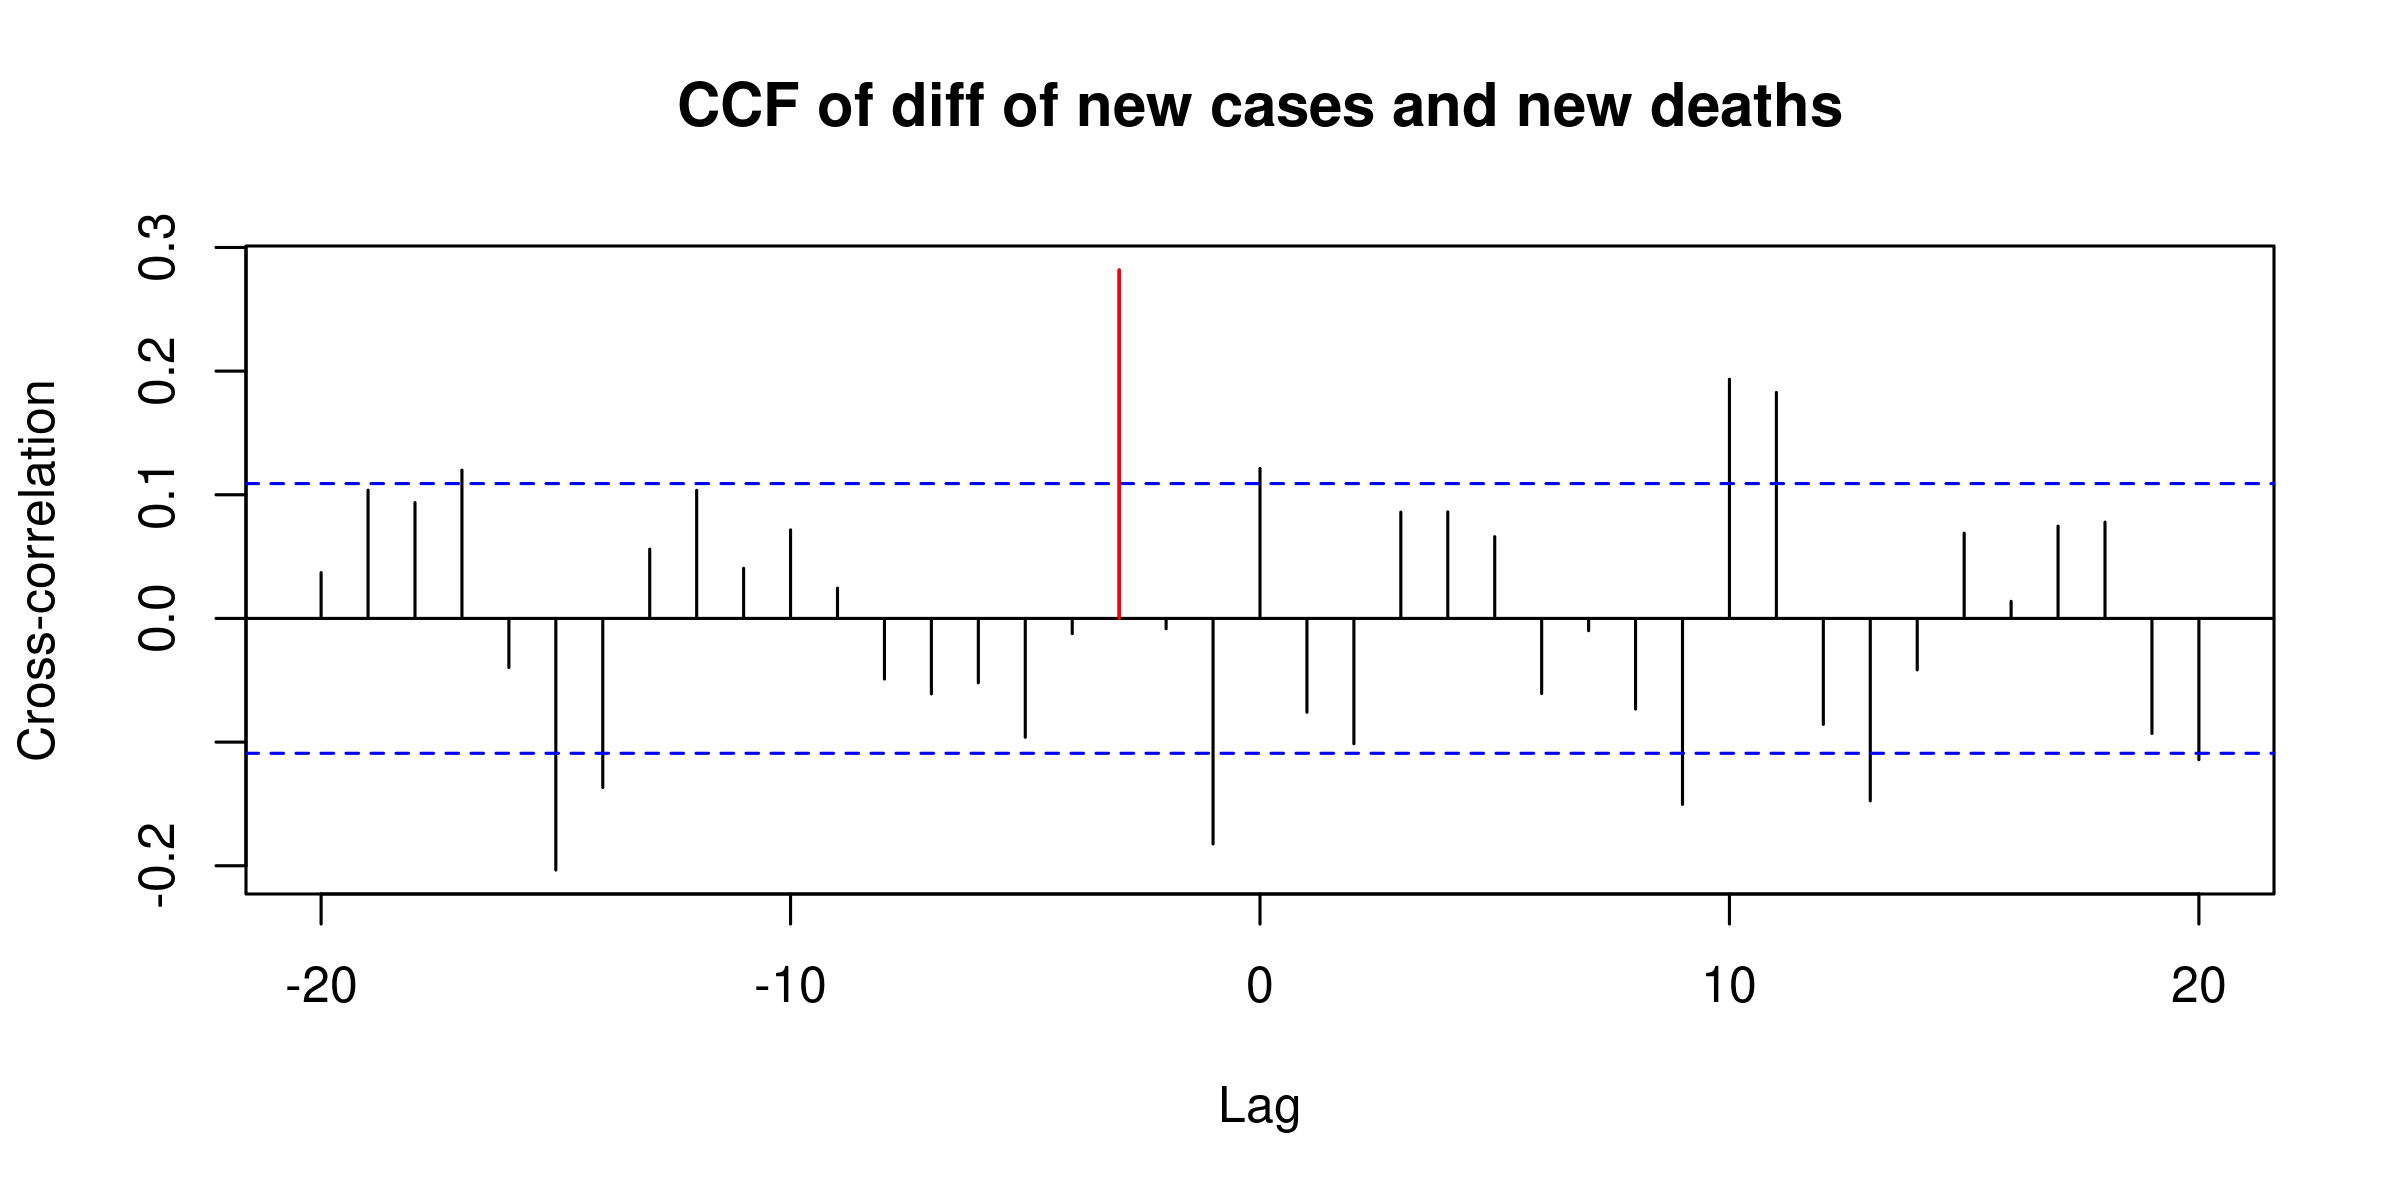 CCF of diff of new cases and new deaths
Cross-correlation
0.3
0.2
0.1
0.0
-0.2
-20 -10 0 10 20
Lag